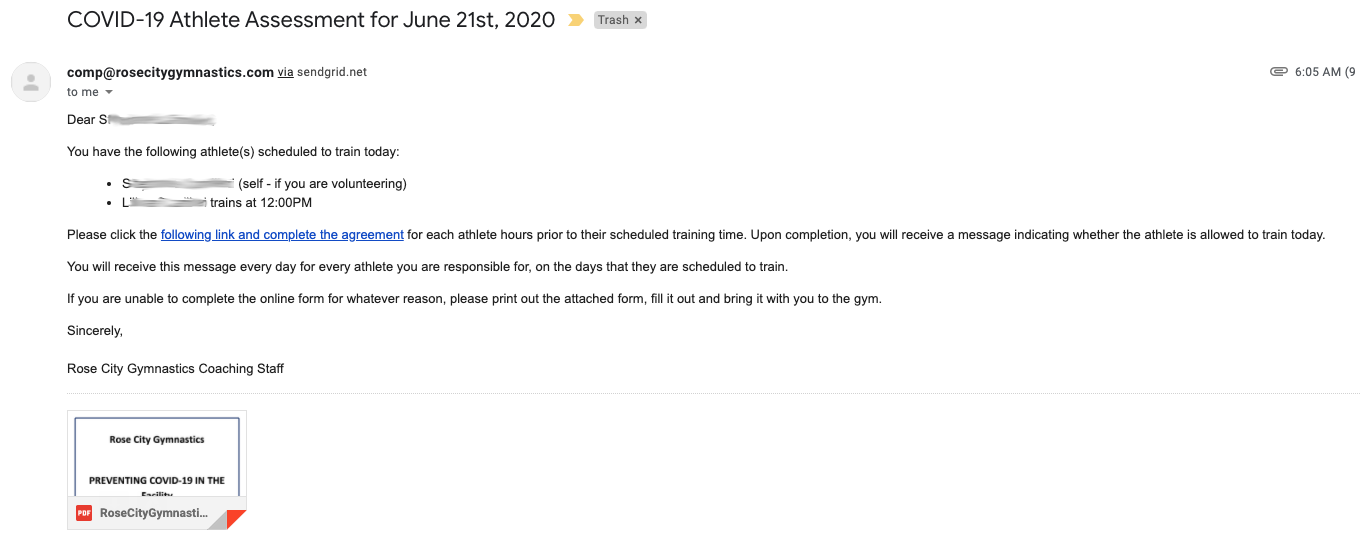 COVID-19 Athlete Assessment for June 21st, 2020 Trash ×
comp@rosecitygymnastics.com via sendgrid.net 6:05 AM (9
to me
Dear S
You have the following athlete(s) scheduled to train today:
• S (self - if you are volunteering)
• L trains at 12:00PM
Please click the following link and complete the agreement for each athlete hours prior to their scheduled training time. Upon completion, you will receive a message indicating whether the athlete is allowed to train today.
You will receive this message every day for every athlete you are responsible for, on the days that they are scheduled to train.
If you are unable to complete the online form for whatever reason, please print out the attached form, fill it out and bring it with you to the gym.
Sincerely,
Rose City Gymnastics Coaching Staff
Rose City Gymnastics
PREVENTING COVID-19 IN THE
Facility
PDF RoseCityGymnasti...